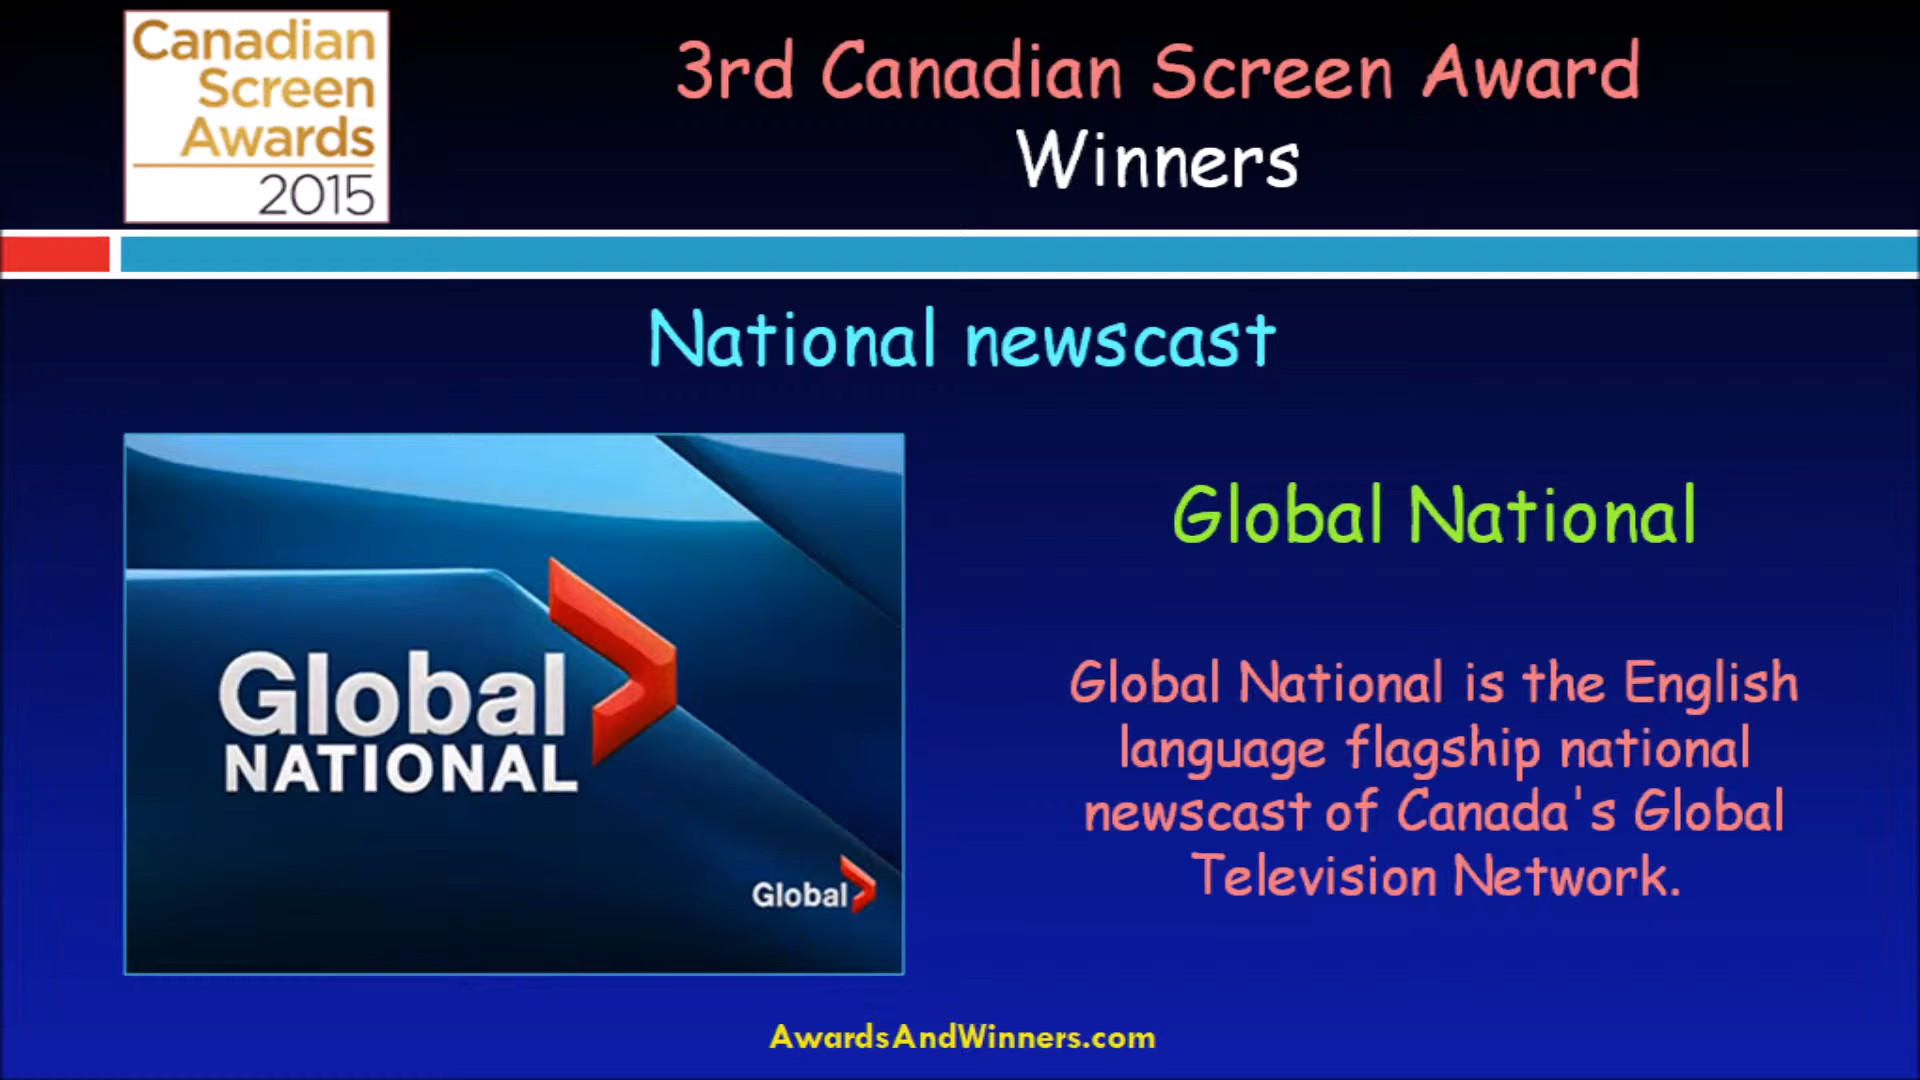 Canadian
Screen
Awards
2015
3rd Canadian Screen Award
Winners
National newscast
Global
NATIONAL
Global
Global National
Global National is the English
language flagship national
newscast of Canada's Global
Television Network.
AwardsAndWinners.com